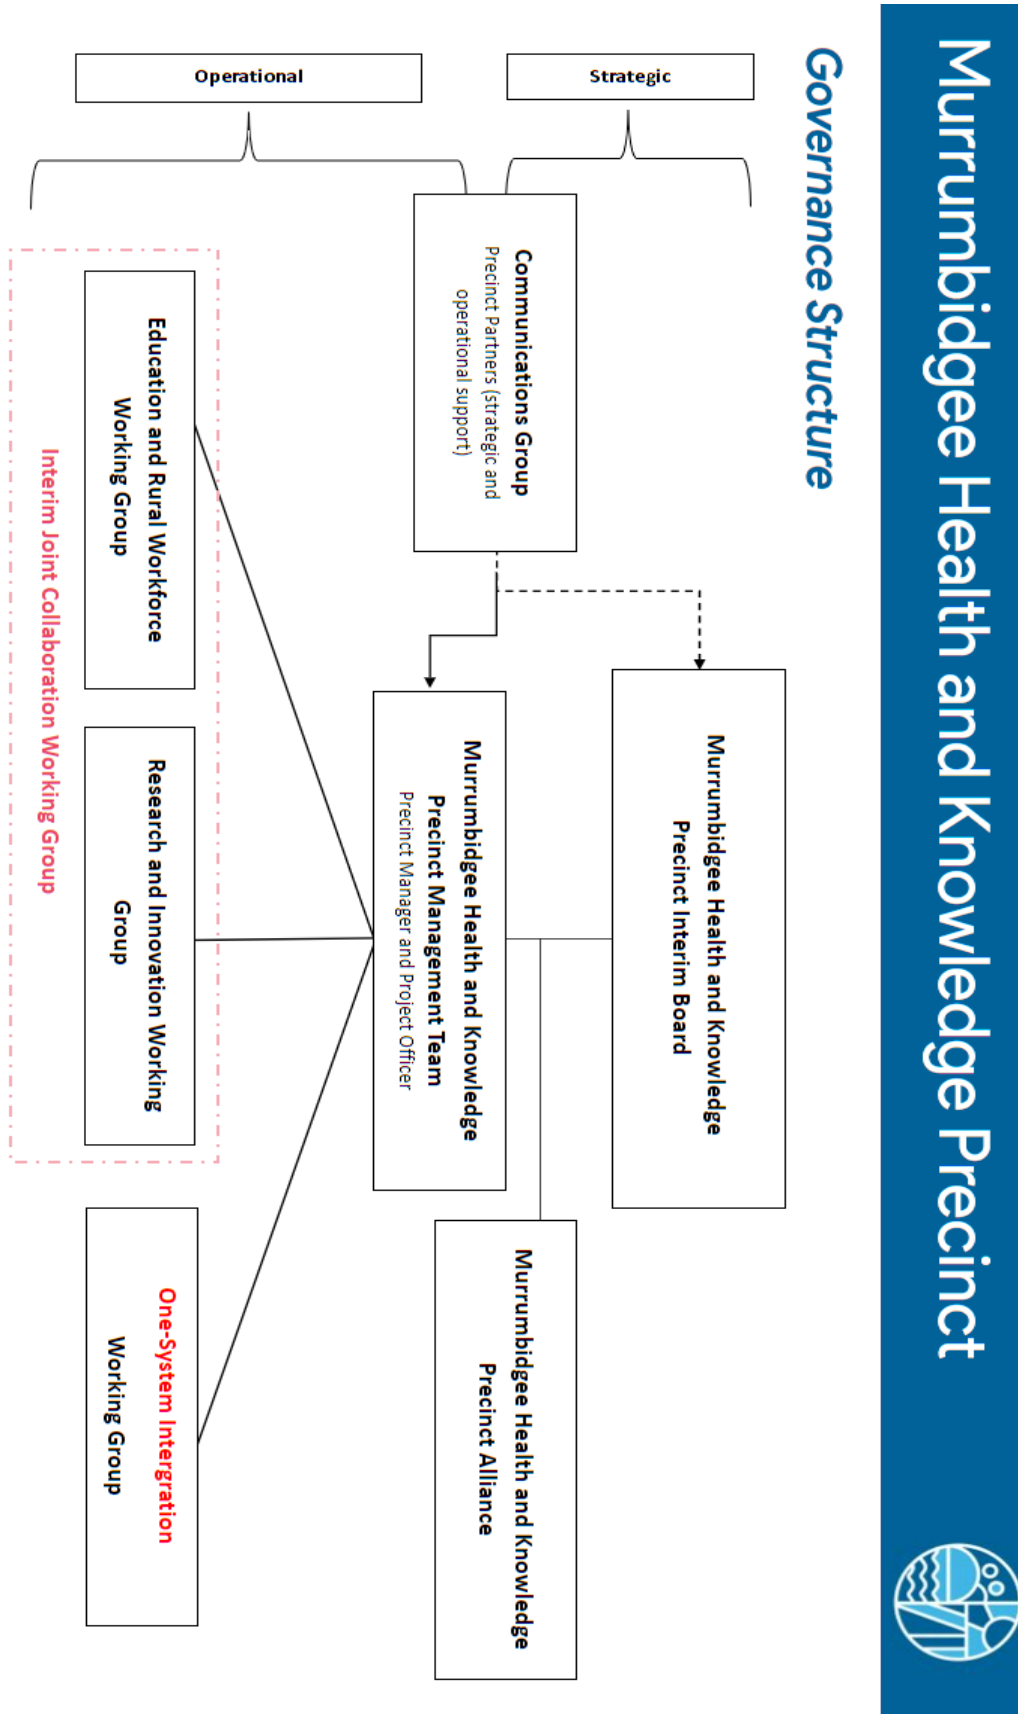 Murrumbidgee Health and Knowledge Precinct
Governance Structure
Strategic
Operational
Murrumbidgee Health and Knowledge
Precinct Interim Board
Communications Group
Precinct Partners (strategic and
operational support)
Murrumbidgee Health and Knowledge
Precinct Alliance
Murrumbidgee Health and Knowledge
Precinct Management Team
Precinct Manager and Project Officer
Education and Rural Workforce
Working Group
Research and Innovation Working
Group
One-System Intergration
Working Group
Interim Joint Collaboration Working Group